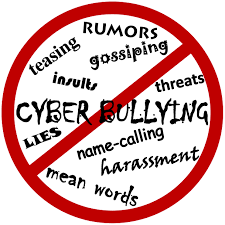 RUMORS
teasing
gossiping
insults
threats
CYBER BULLYING
LIES
name-calling
harassment
mean words